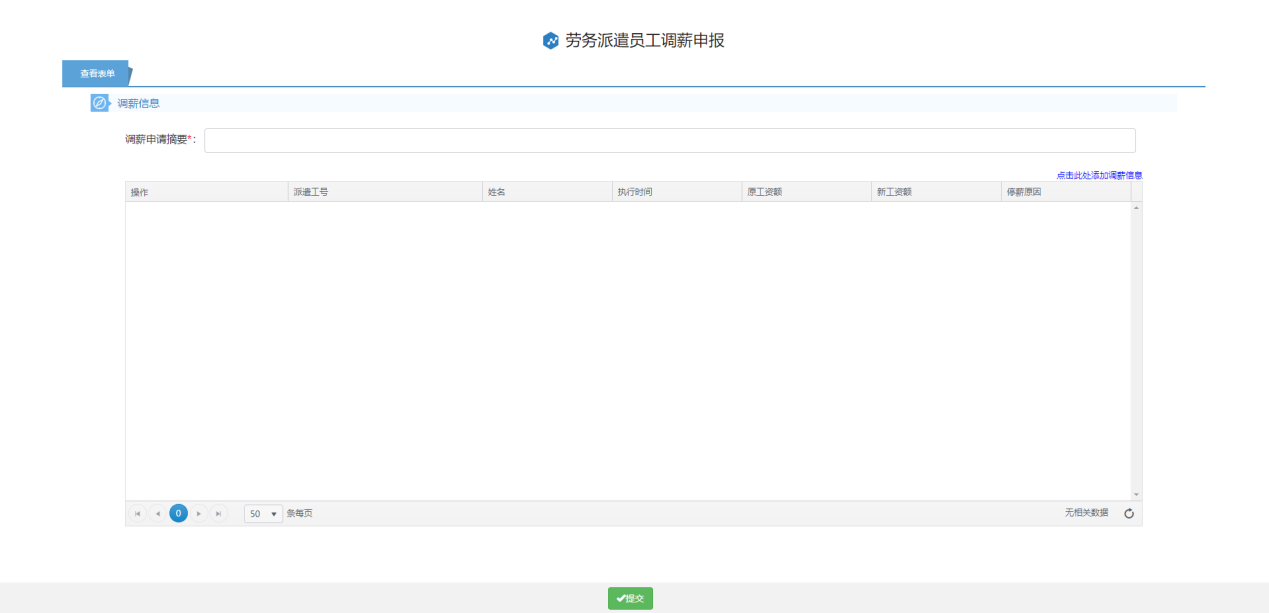 劳务派遣员工调薪申报
查看表单
调薪信息
调薪申请摘要*:
点击此处添加调薪信息
操作 派遣工号 姓名 执行时间 原工资额 新工资额 停薪原因
0 50 条每页 无相关数据
提交